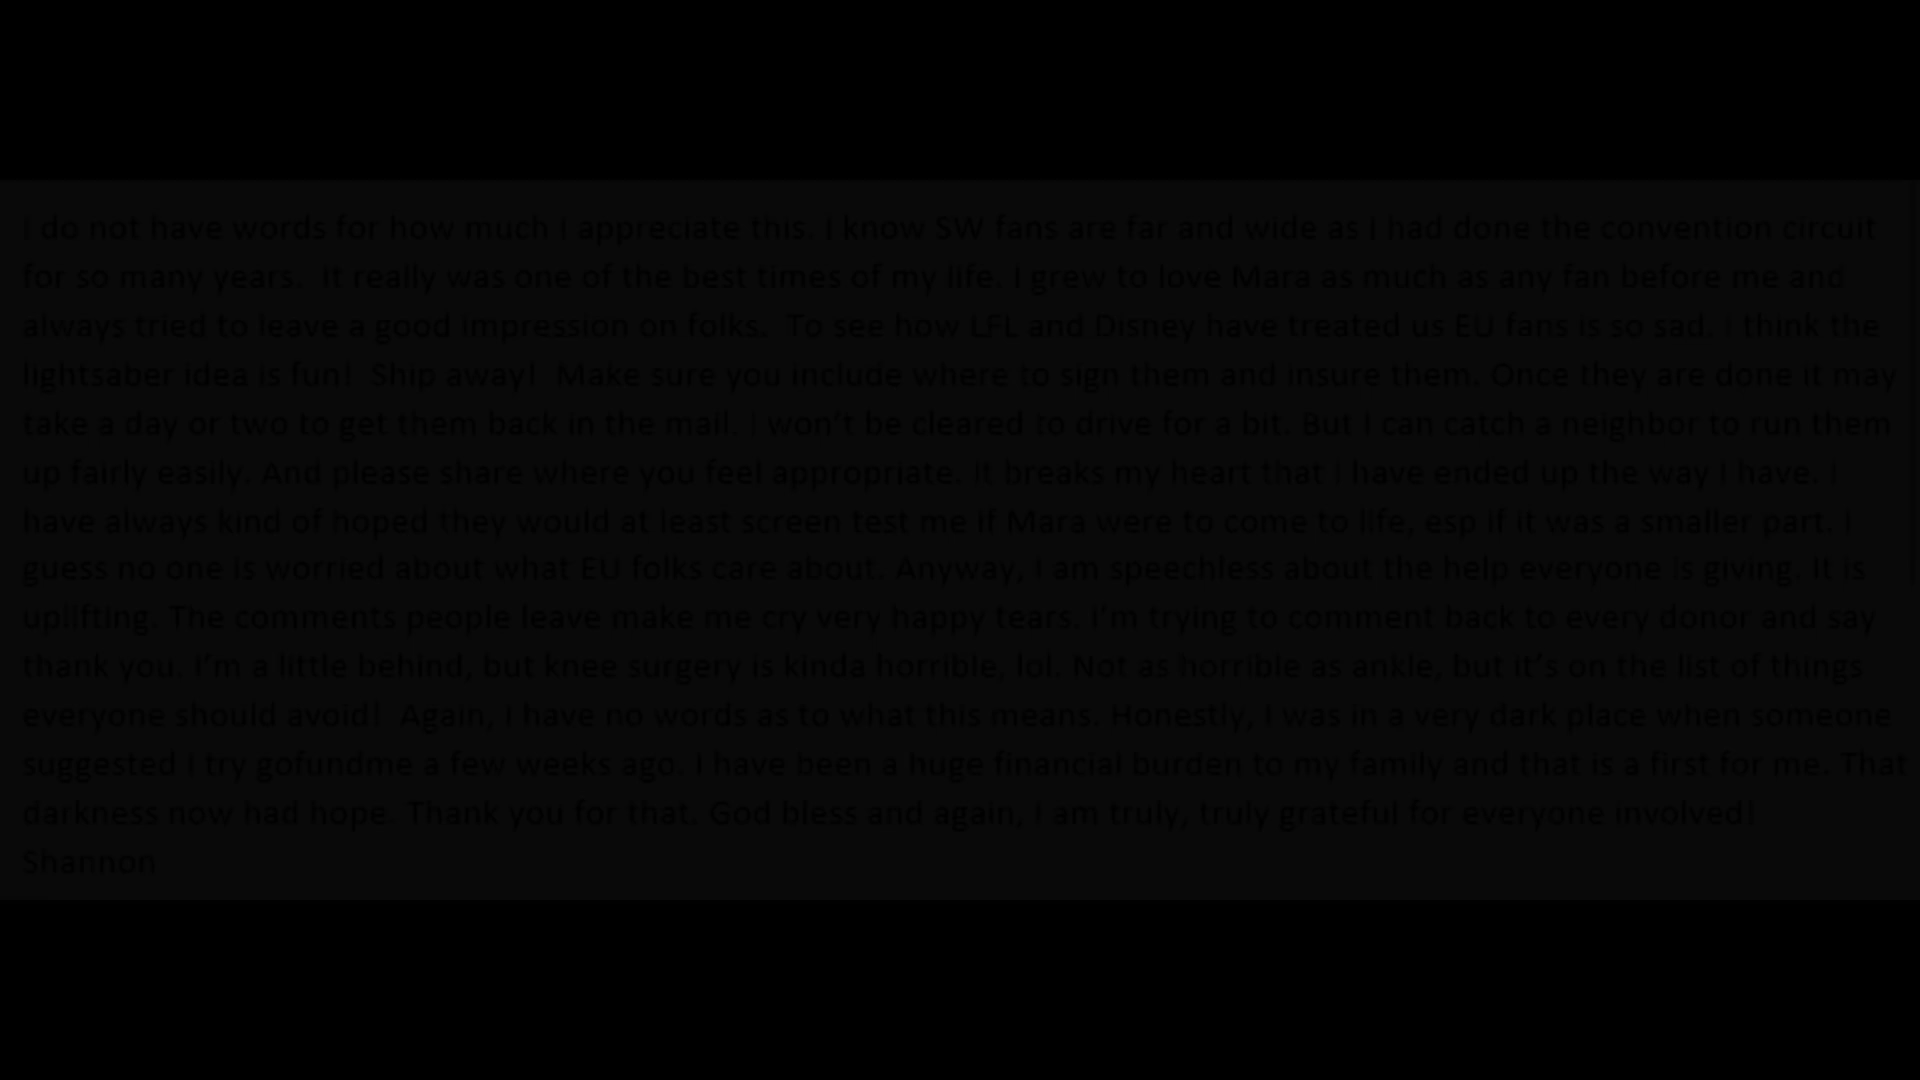 I do not have words for how much I appreciate this. I know SW fans are far and wide as I had done the convention circuit
for so many years.  It really was one of the best times of my life. I grew to love Mara as much as any fan before me and
always tried to leave a good impression on folks.  To see how LFL and Disney have treated us EU fans is so sad. I think the
lightsaber idea is fun!  Ship away!  Make sure you include where to sign them and insure them. Once they are done it may
take a day or two to get them back in the mail. I won't be cleared to drive for a bit. But I can catch a neighbor to run them
up fairly easily. And please share where you feel appropriate. It breaks my heart that I have ended up the way I have. I
have always kind of hoped they would at least screen test me if Mara were to come to life, esp if it was a smaller part. I
guess no one is worried about what EU folks care about. Anyway, I am speechless about the help everyone is giving. It is
uplifting. The comments people leave make me cry very happy tears. I'm trying to comment back to every donor and say
thank you. I'm a little behind, but knee surgery is kinda horrible, lol. Not as horrible as ankle, but it's on the list of things
everyone should avoid!  Again, I have no words as to what this means. Honestly, I was in a very dark place when someone
suggested I try gofundme a few weeks ago. I have been a huge financial burden to my family and that is a first for me. That
darkness now had hope. Thank you for that. God bless and again, I am truly, truly grateful for everyone involved!
Shannon